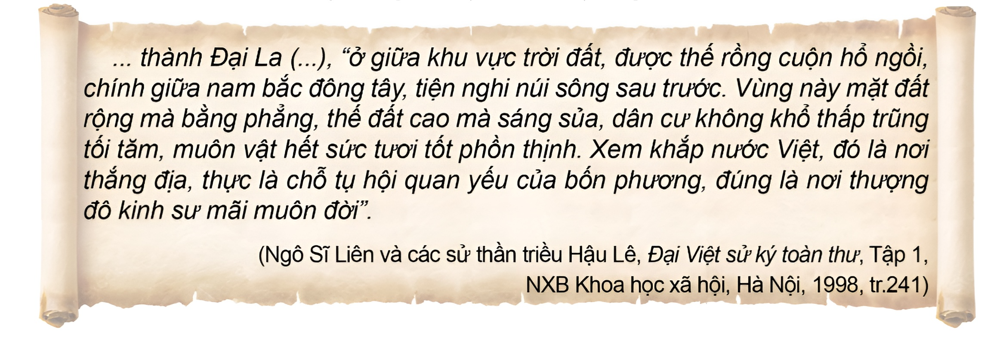 ... thành Đại La (...), “ở giữa khu vực trời đất, được thế rồng cuộn hổ ngồi,
chính giữa nam bắc đông tây, tiện nghi núi sông sau trước. Vùng này mặt đất
rộng mà bằng phẳng, thế đất cao mà sáng sủa, dân cư không khổ thấp trũng
tối tăm, muôn vật hết sức tươi tốt phồn thịnh. Xem khắp nước Việt, đó là nơi
thắng địa, thực là chỗ tụ hội quan yếu của bốn phương, đúng là nơi thượng
đô kinh sư mãi muôn đời”.
(Ngô Sĩ Liên và các sử thần triều Hậu Lê, Đại Việt sử ký toàn thư, Tập 1,
NXB Khoa học xã hội, Hà Nội, 1998, tr.241)